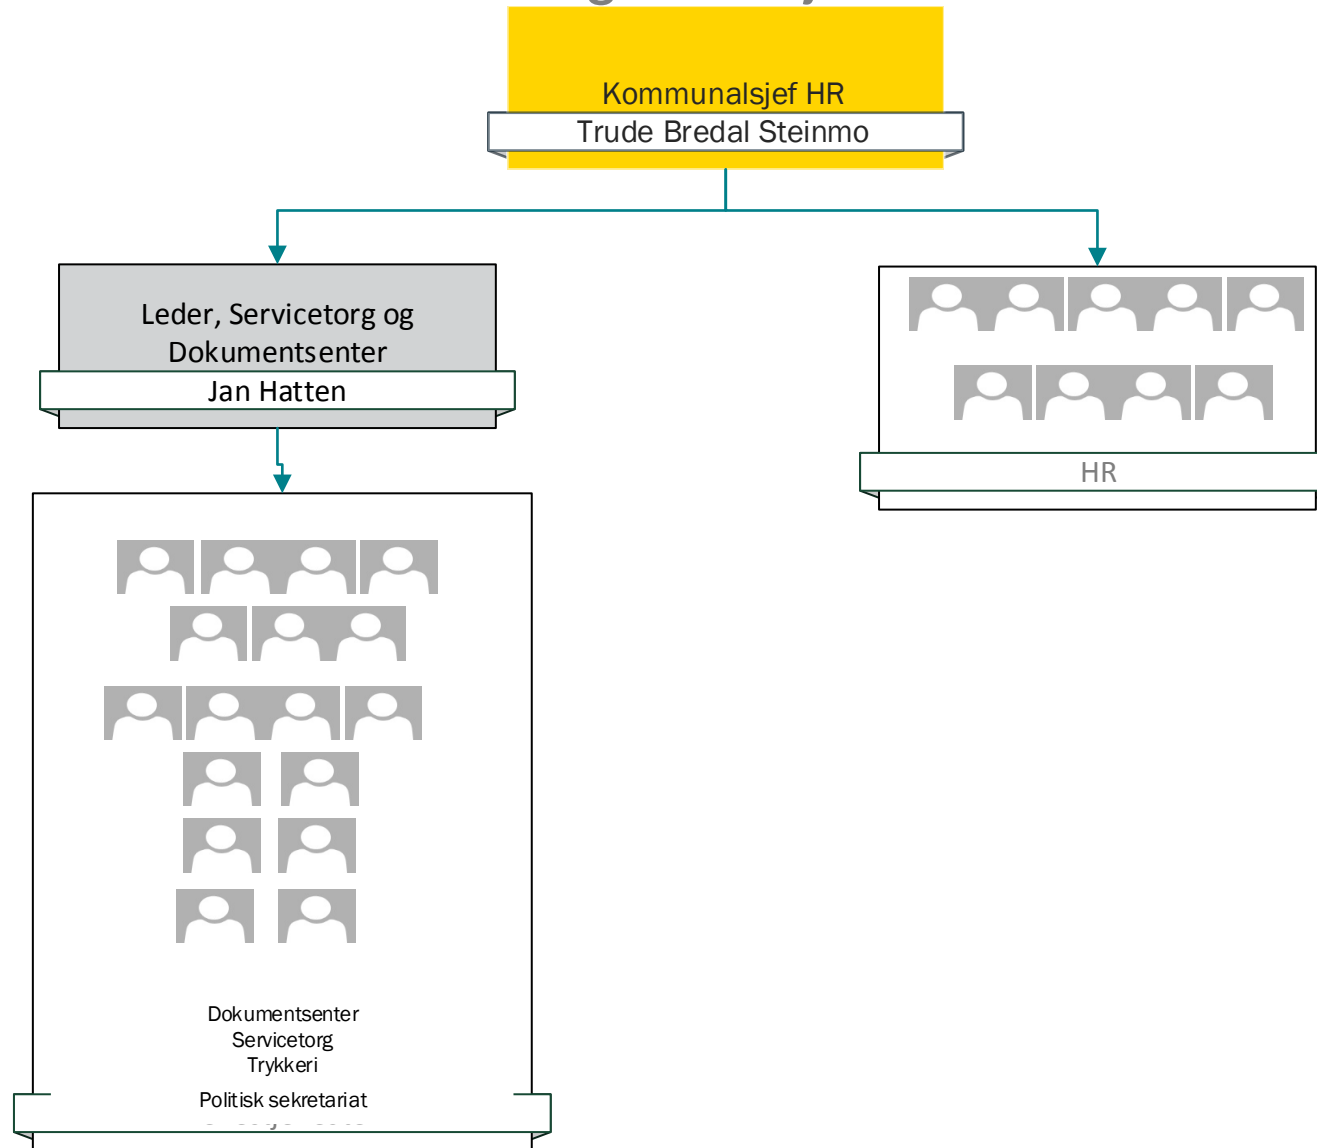 Kommunalsjef HR
Trude Bredal Steinmo
Leder, Servicetorg og
Dokumentsenter
Jan Hatten
HR
Dokumentsenter
Servicetorg
Trykkeri
Politisk sekretariat